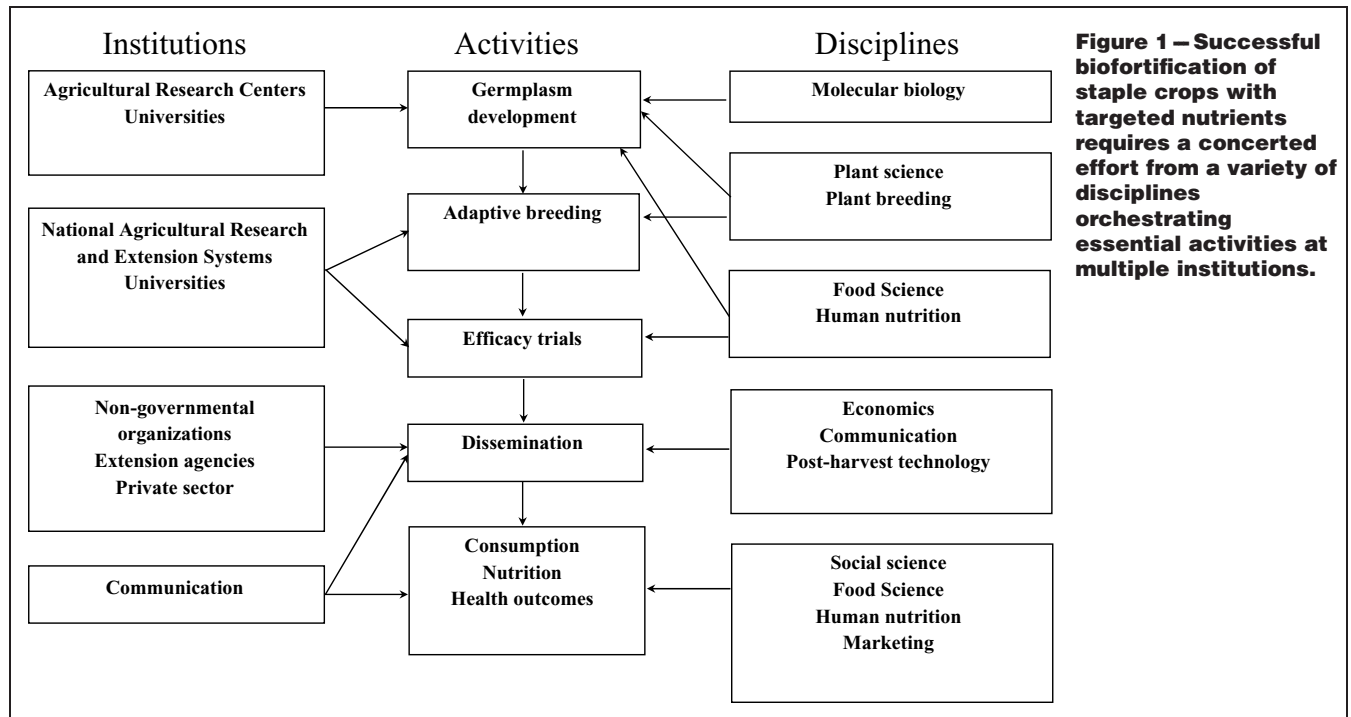 Institutions
Activities
Disciplines
Agricultural Research Centers
Universities
National Agricultural Research
and Extension Systems
Universities
Non-governmental
organizations
Extension agencies
Private sector
Communication
Germplasm
development
Adaptive breeding
Efficacy trials
Dissemination
Consumption
Nutrition
Health outcomes
Molecular biology
Plant science
Plant breeding
Food Science
Human nutrition
Economics
Communication
Post-harvest technology
Social science
Food Science
Human nutrition
Marketing
Figure 1 – Successful
biofortification of
staple crops with
targeted nutrients
requires a concerted
effort from a variety of
disciplines
orchestrating
essential activities at
multiple institutions.